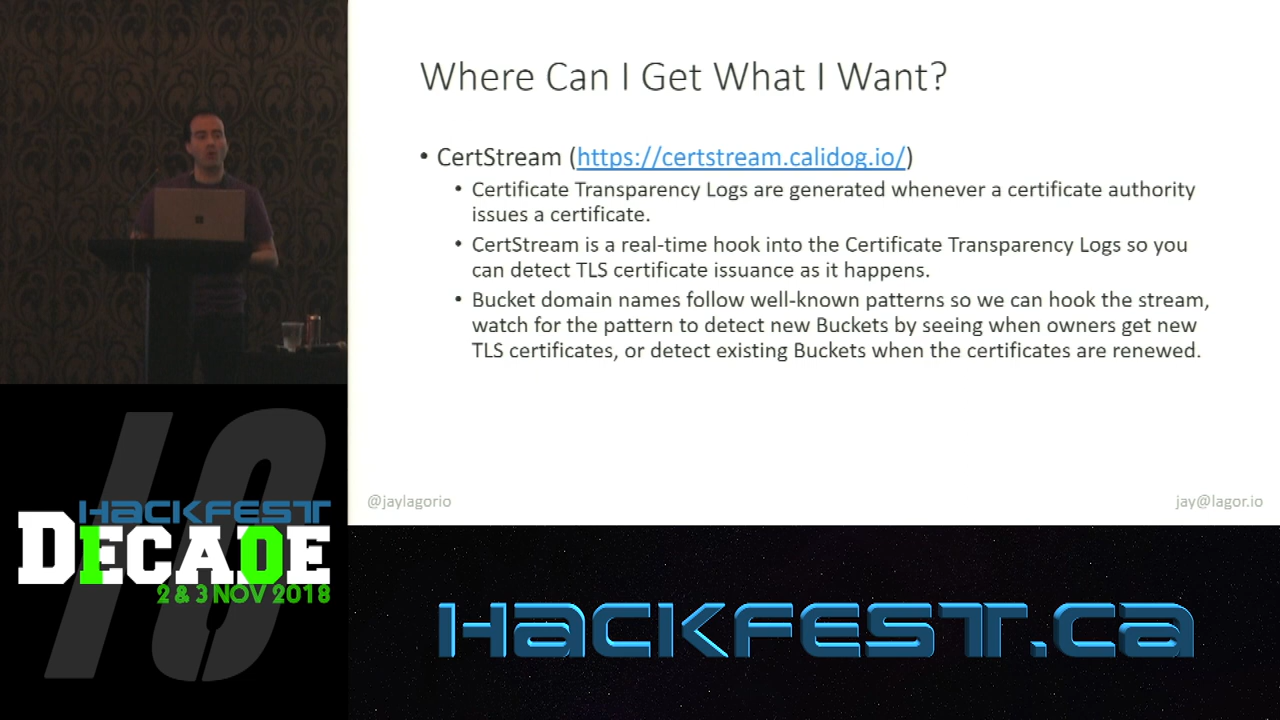 Where Can I Get What I Want?
• CertStream (https://certstream.calidog.io/)
• Certificate Transparency Logs are generated whenever a certificate authority
issues a certificate.
• CertStream is a real-time hook into the Certificate Transparency Logs so you
can detect TLS certificate issuance as it happens.
• Bucket domain names follow well-known patterns so we can hook the stream,
watch for the pattern to detect new Buckets by seeing when owners get new
TLS certificates, or detect existing Buckets when the certificates are renewed.
@jaylagorio
jay@lagor.io
10
HACKFEST
DECADE
2 & 3 NOV 2018
HACKFEST.CA